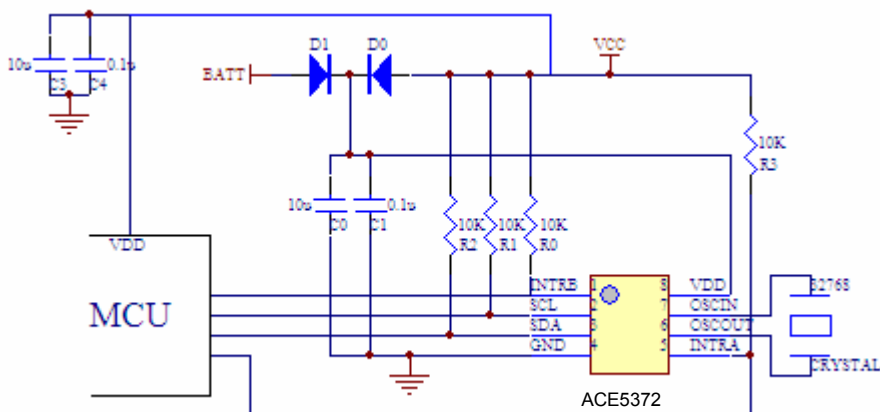 D1 D0 VCC
10u 0.1u
C3 C4
BATT
10K
R3
10u 0.1u
C0 C1
10K 10K 10K
R2 R1 R0
VDD
MCU
INTRB 1 8 VDD
SCL 2 7 OSCIN
SDA 3 6 OSCOUT
GND 4 5 INTRA
32768
CRYSTAL
ACE5372